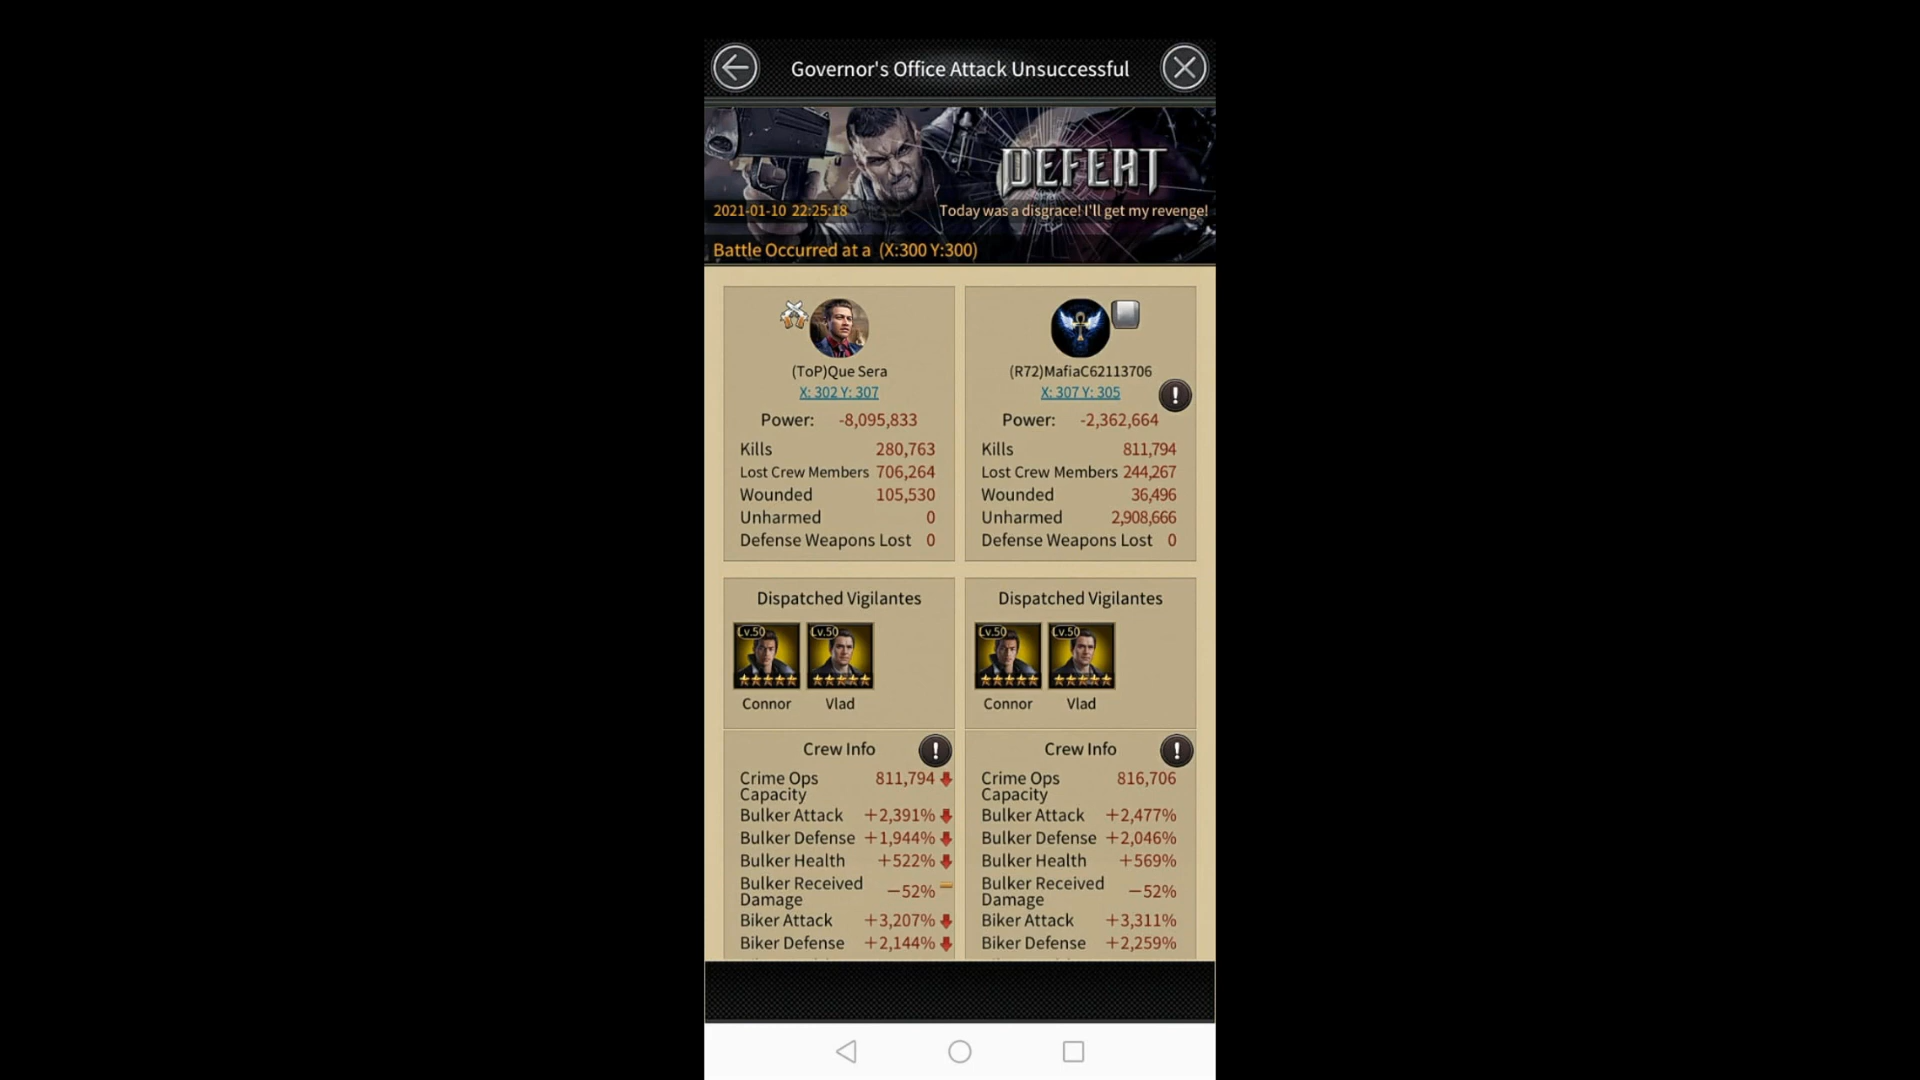 Governor's Office Attack Unsuccessful
DEFEAT
2021-01-10 22:25:18
Today was a disgrace! I'll get my revenge!
Battle Occurred at a (X:300 Y:300)
(ToP)Que Sera
X: 302 Y: 307
Power: -8,095,833
Kills 280,763
Lost Crew Members 706,264
Wounded 105,530
Unharmed 0
Defense Weapons Lost 0
(R72)MafiaC62113706
X: 307 Y: 305
Power: -2,362,664
Kills 811,794
Lost Crew Members 244,267
Wounded 36,496
Unharmed 2,908,666
Defense Weapons Lost 0
Dispatched Vigilantes
Lv.50 Lv.50
Connor Vlad
Dispatched Vigilantes
Lv.50 Lv.50
Connor Vlad
Crew Info
Crime Ops Capacity 811,794
Bulker Attack +2,391%
Bulker Defense +1,944%
Bulker Health +522%
Bulker Received Damage −52%
Biker Attack +3,207%
Biker Defense +2,144%
Crew Info
Crime Ops Capacity 816,706
Bulker Attack +2,477%
Bulker Defense +2,046%
Bulker Health +569%
Bulker Received Damage −52%
Biker Attack +3,311%
Biker Defense +2,259%